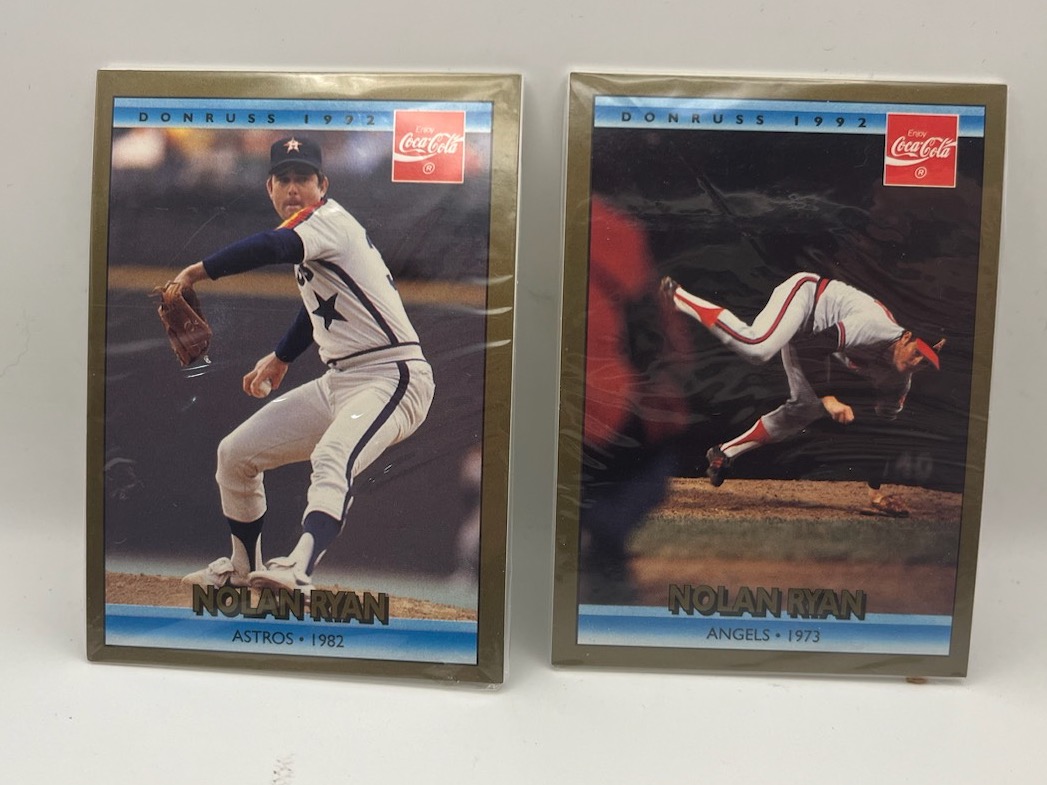 DONRUSS 1992
Enjoy
Coca-Cola
®
NOLAN RYAN
ASTROS • 1982
DONRUSS 1992
Enjoy
Coca-Cola
®
NOLAN RYAN
ANGELS • 1973